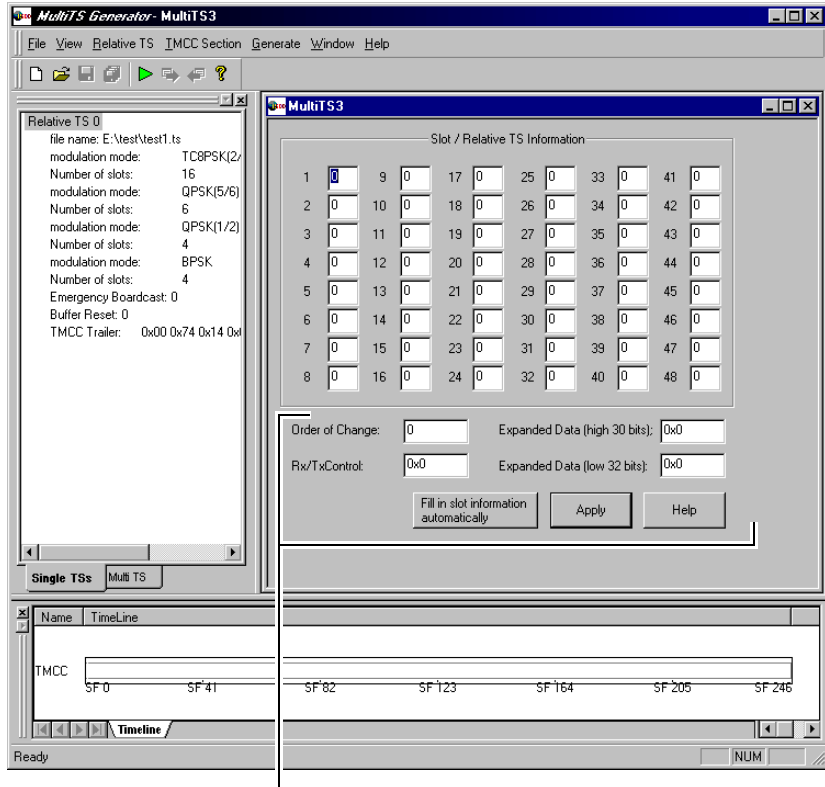 MultiTS Generator - MultiTS3
File View Relative TS TMCC Section Generate Window Help
Relative TS 0
file name: E:\test\test1.ts
modulation mode: TC8PSK(2/
Number of slots: 16
modulation mode: QPSK(5/6)
Number of slots: 6
modulation mode: QPSK(1/2)
Number of slots: 4
modulation mode: BPSK
Number of slots: 4
Emergency Boardcast: 0
Buffer Reset: 0
TMCC Trailer: 0x00 0x74 0x14 0x
Single TSs Multi TS
MultiTS3
Slot / Relative TS Information
1 0 9 0 17 0 25 0 33 0 41 0
2 0 10 0 18 0 26 0 34 0 42 0
3 0 11 0 19 0 27 0 35 0 43 0
4 0 12 0 20 0 28 0 36 0 44 0
5 0 13 0 21 0 29 0 37 0 45 0
6 0 14 0 22 0 30 0 38 0 46 0
7 0 15 0 23 0 31 0 39 0 47 0
8 0 16 0 24 0 32 0 40 0 48 0
Order of Change: 0 Expanded Data (high 30 bits); 0x0
Rx/TxControl: 0x0 Expanded Data (low 32 bits); 0x0
Fill in slot information
automatically
Apply
Help
Name TimeLine
TMCC
SF 0 SF 41 SF 82 SF 123 SF 164 SF 205 SF 246
Timeline
Ready NUM